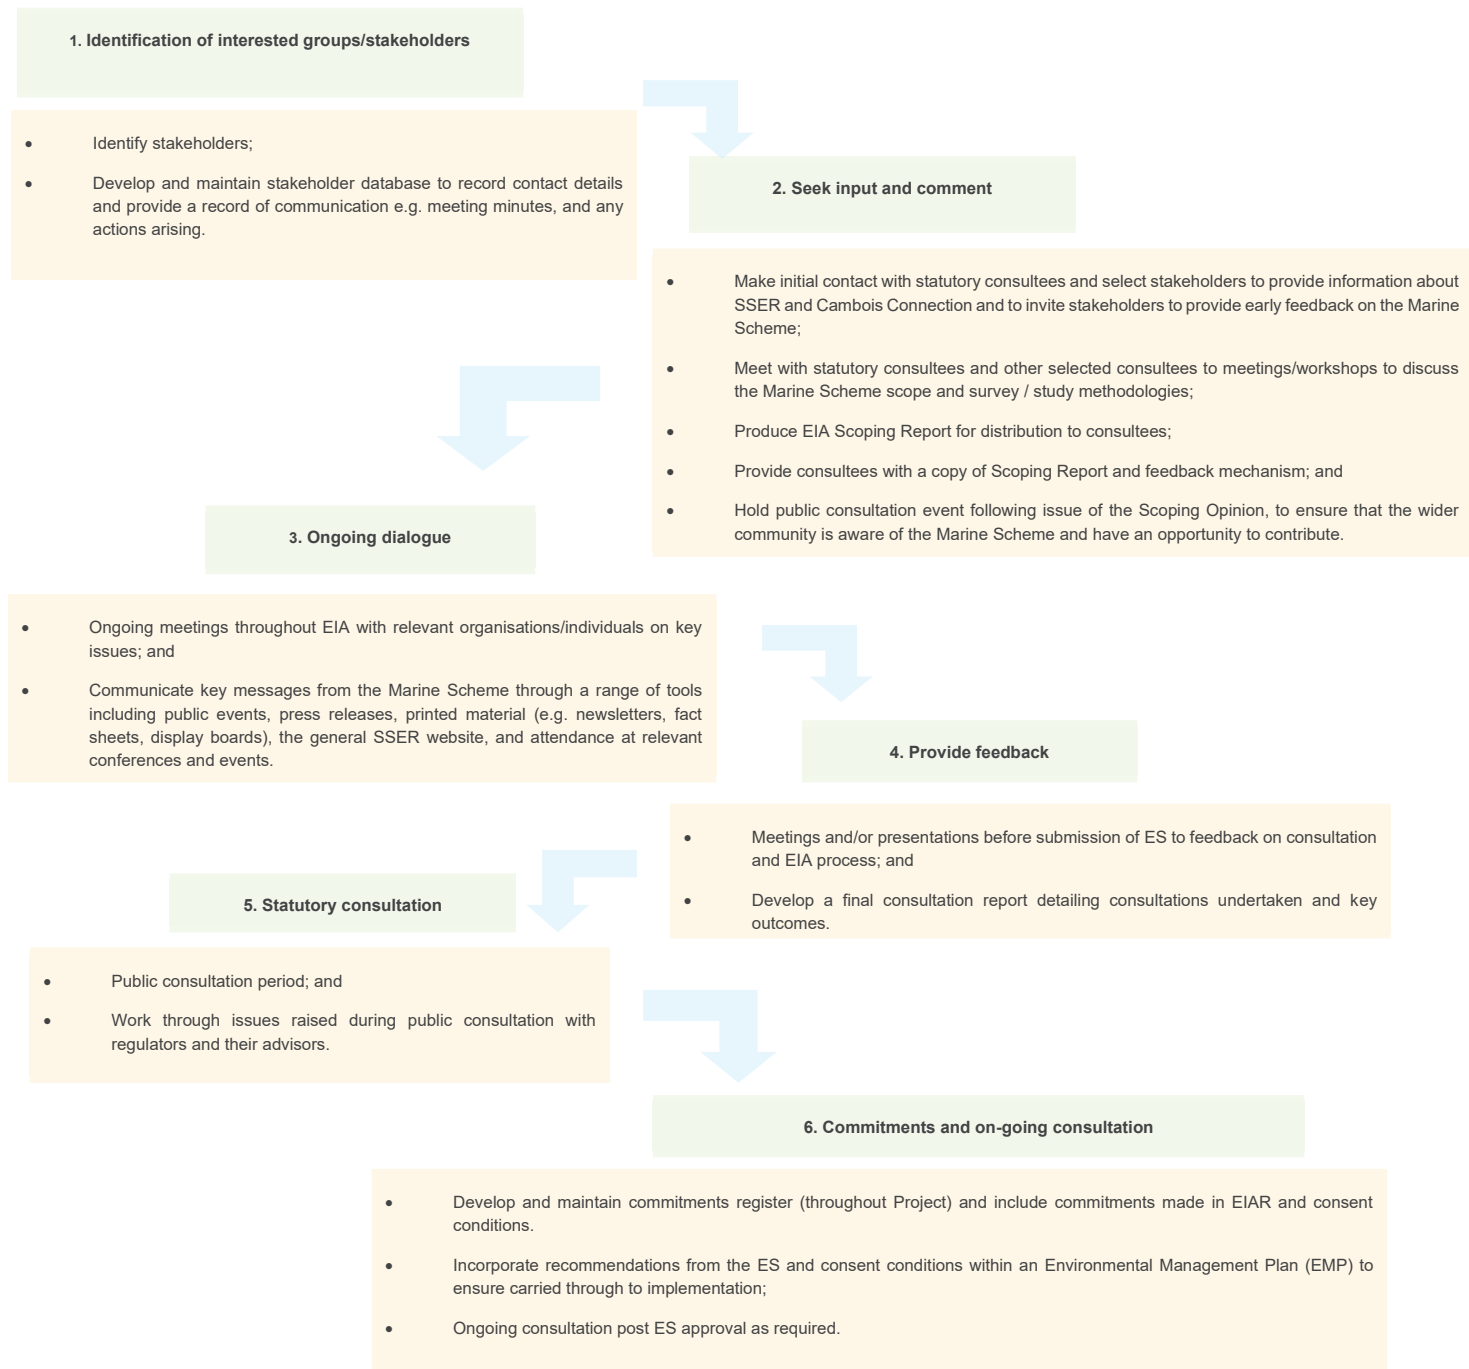 1. Identification of interested groups/stakeholders
• Identify stakeholders;
• Develop and maintain stakeholder database to record contact details
and provide a record of communication e.g. meeting minutes, and any
actions arising.
2. Seek input and comment
• Make initial contact with statutory consultees and select stakeholders to provide information about
SSER and Cambois Connection and to invite stakeholders to provide early feedback on the Marine
Scheme;
• Meet with statutory consultees and other selected consultees to meetings/workshops to discuss
the Marine Scheme scope and survey / study methodologies;
• Produce EIA Scoping Report for distribution to consultees;
• Provide consultees with a copy of Scoping Report and feedback mechanism; and
• Hold public consultation event following issue of the Scoping Opinion, to ensure that the wider
community is aware of the Marine Scheme and have an opportunity to contribute.
3. Ongoing dialogue
• Ongoing meetings throughout EIA with relevant organisations/individuals on key
issues; and
• Communicate key messages from the Marine Scheme through a range of tools
including public events, press releases, printed material (e.g. newsletters, fact
sheets, display boards), the general SSER website, and attendance at relevant
conferences and events.
4. Provide feedback
• Meetings and/or presentations before submission of ES to feedback on consultation
and EIA process; and
• Develop a final consultation report detailing consultations undertaken and key
outcomes.
5. Statutory consultation
• Public consultation period; and
• Work through issues raised during public consultation with
regulators and their advisors.
6. Commitments and on-going consultation
• Develop and maintain commitments register (throughout Project) and include commitments made in EIAR and consent
conditions.
• Incorporate recommendations from the ES and consent conditions within an Environmental Management Plan (EMP) to
ensure carried through to implementation;
• Ongoing consultation post ES approval as required.